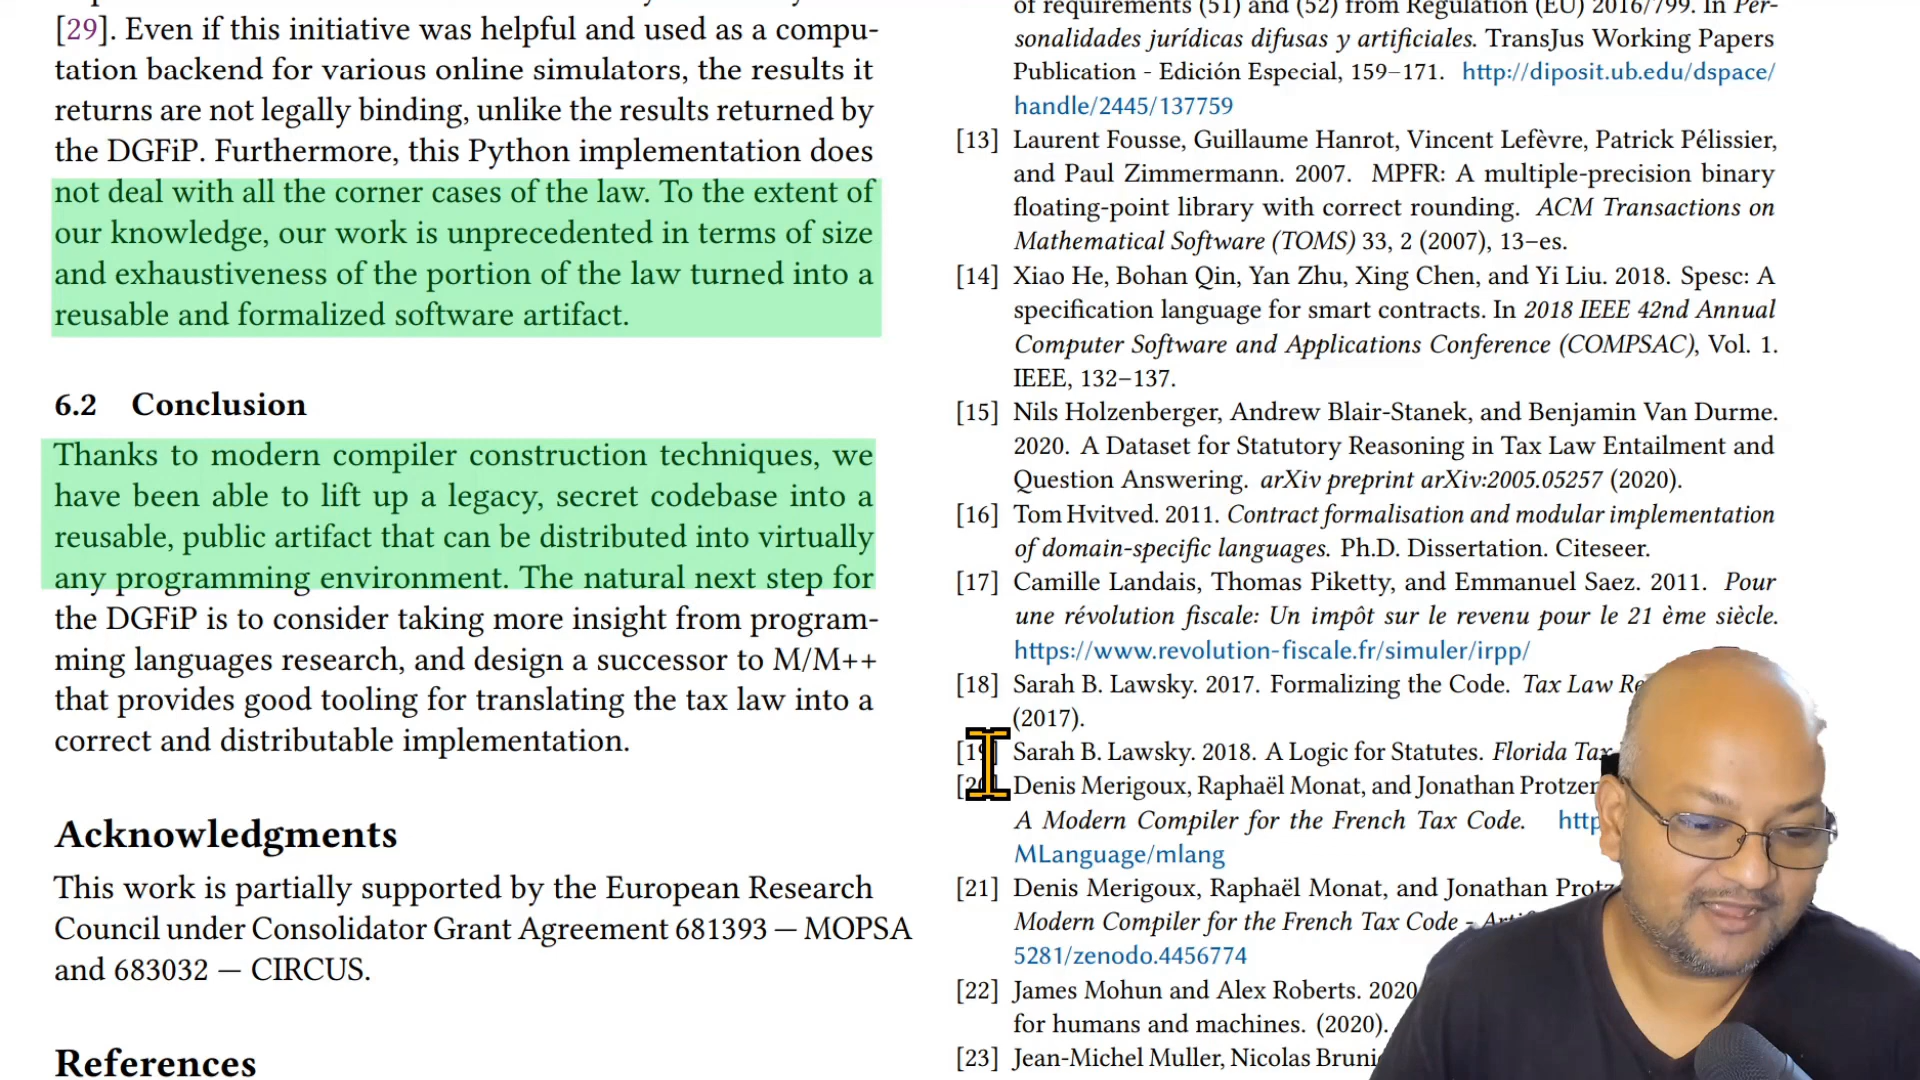 [29]. Even if this initiative was helpful and used as a compu-
tation backend for various online simulators, the results it
returns are not legally binding, unlike the results returned by
the DGFiP. Furthermore, this Python implementation does
not deal with all the corner cases of the law. To the extent of
our knowledge, our work is unprecedented in terms of size
and exhaustiveness of the portion of the law turned into a
reusable and formalized software artifact.
6.2 Conclusion
Thanks to modern compiler construction techniques, we
have been able to lift up a legacy, secret codebase into a
reusable, public artifact that can be distributed into virtually
any programming environment. The natural next step for
the DGFiP is to consider taking more insight from program-
ming languages research, and design a successor to M/M++
that provides good tooling for translating the tax law into a
correct and distributable implementation.
Acknowledgments
This work is partially supported by the European Research
Council under Consolidator Grant Agreement 681393 — MOPSA
and 683032 — CIRCUS.
References
of requirements (51) and (52) from Regulation (EU) 2016/799. In Per-
sonalidades jurídicas difusas y artificiales. TransJus Working Papers
Publication - Edición Especial, 159–171. http://diposit.ub.edu/dspace/
handle/2445/137759
[13] Laurent Fousse, Guillaume Hanrot, Vincent Lefèvre, Patrick Pélissier,
and Paul Zimmermann. 2007. MPFR: A multiple-precision binary
floating-point library with correct rounding. ACM Transactions on
Mathematical Software (TOMS) 33, 2 (2007), 13–es.
[14] Xiao He, Bohan Qin, Yan Zhu, Xing Chen, and Yi Liu. 2018. Spesc: A
specification language for smart contracts. In 2018 IEEE 42nd Annual
Computer Software and Applications Conference (COMPSAC), Vol. 1.
IEEE, 132–137.
[15] Nils Holzenberger, Andrew Blair-Stanek, and Benjamin Van Durme.
2020. A Dataset for Statutory Reasoning in Tax Law Entailment and
Question Answering. arXiv preprint arXiv:2005.05257 (2020).
[16] Tom Hvitved. 2011. Contract formalisation and modular implementation
of domain-specific languages. Ph.D. Dissertation. Citeseer.
[17] Camille Landais, Thomas Piketty, and Emmanuel Saez. 2011. Pour
une révolution fiscale: Un impôt sur le revenu pour le 21 ème siècle.
https://www.revolution-fiscale.fr/simuler/irpp/
[18] Sarah B. Lawsky. 2017. Formalizing the Code. Tax Law
(2017).
Sarah B. Lawsky. 2018. A Logic for Statutes. Florida Tax
Denis Merigoux, Raphaël Monat, and Jonathan
A Modern Compiler for the French Tax Code.
MLanguage/mlang
[21] Denis Merigoux, Raphaël Monat, and Jonathan
Modern Compiler for the French Tax Code -
5281/zenodo.4456774
[22] James Mohun and Alex Roberts. 2020
for humans and machines. (2020).
[23] Jean-Michel Muller, Nicolas